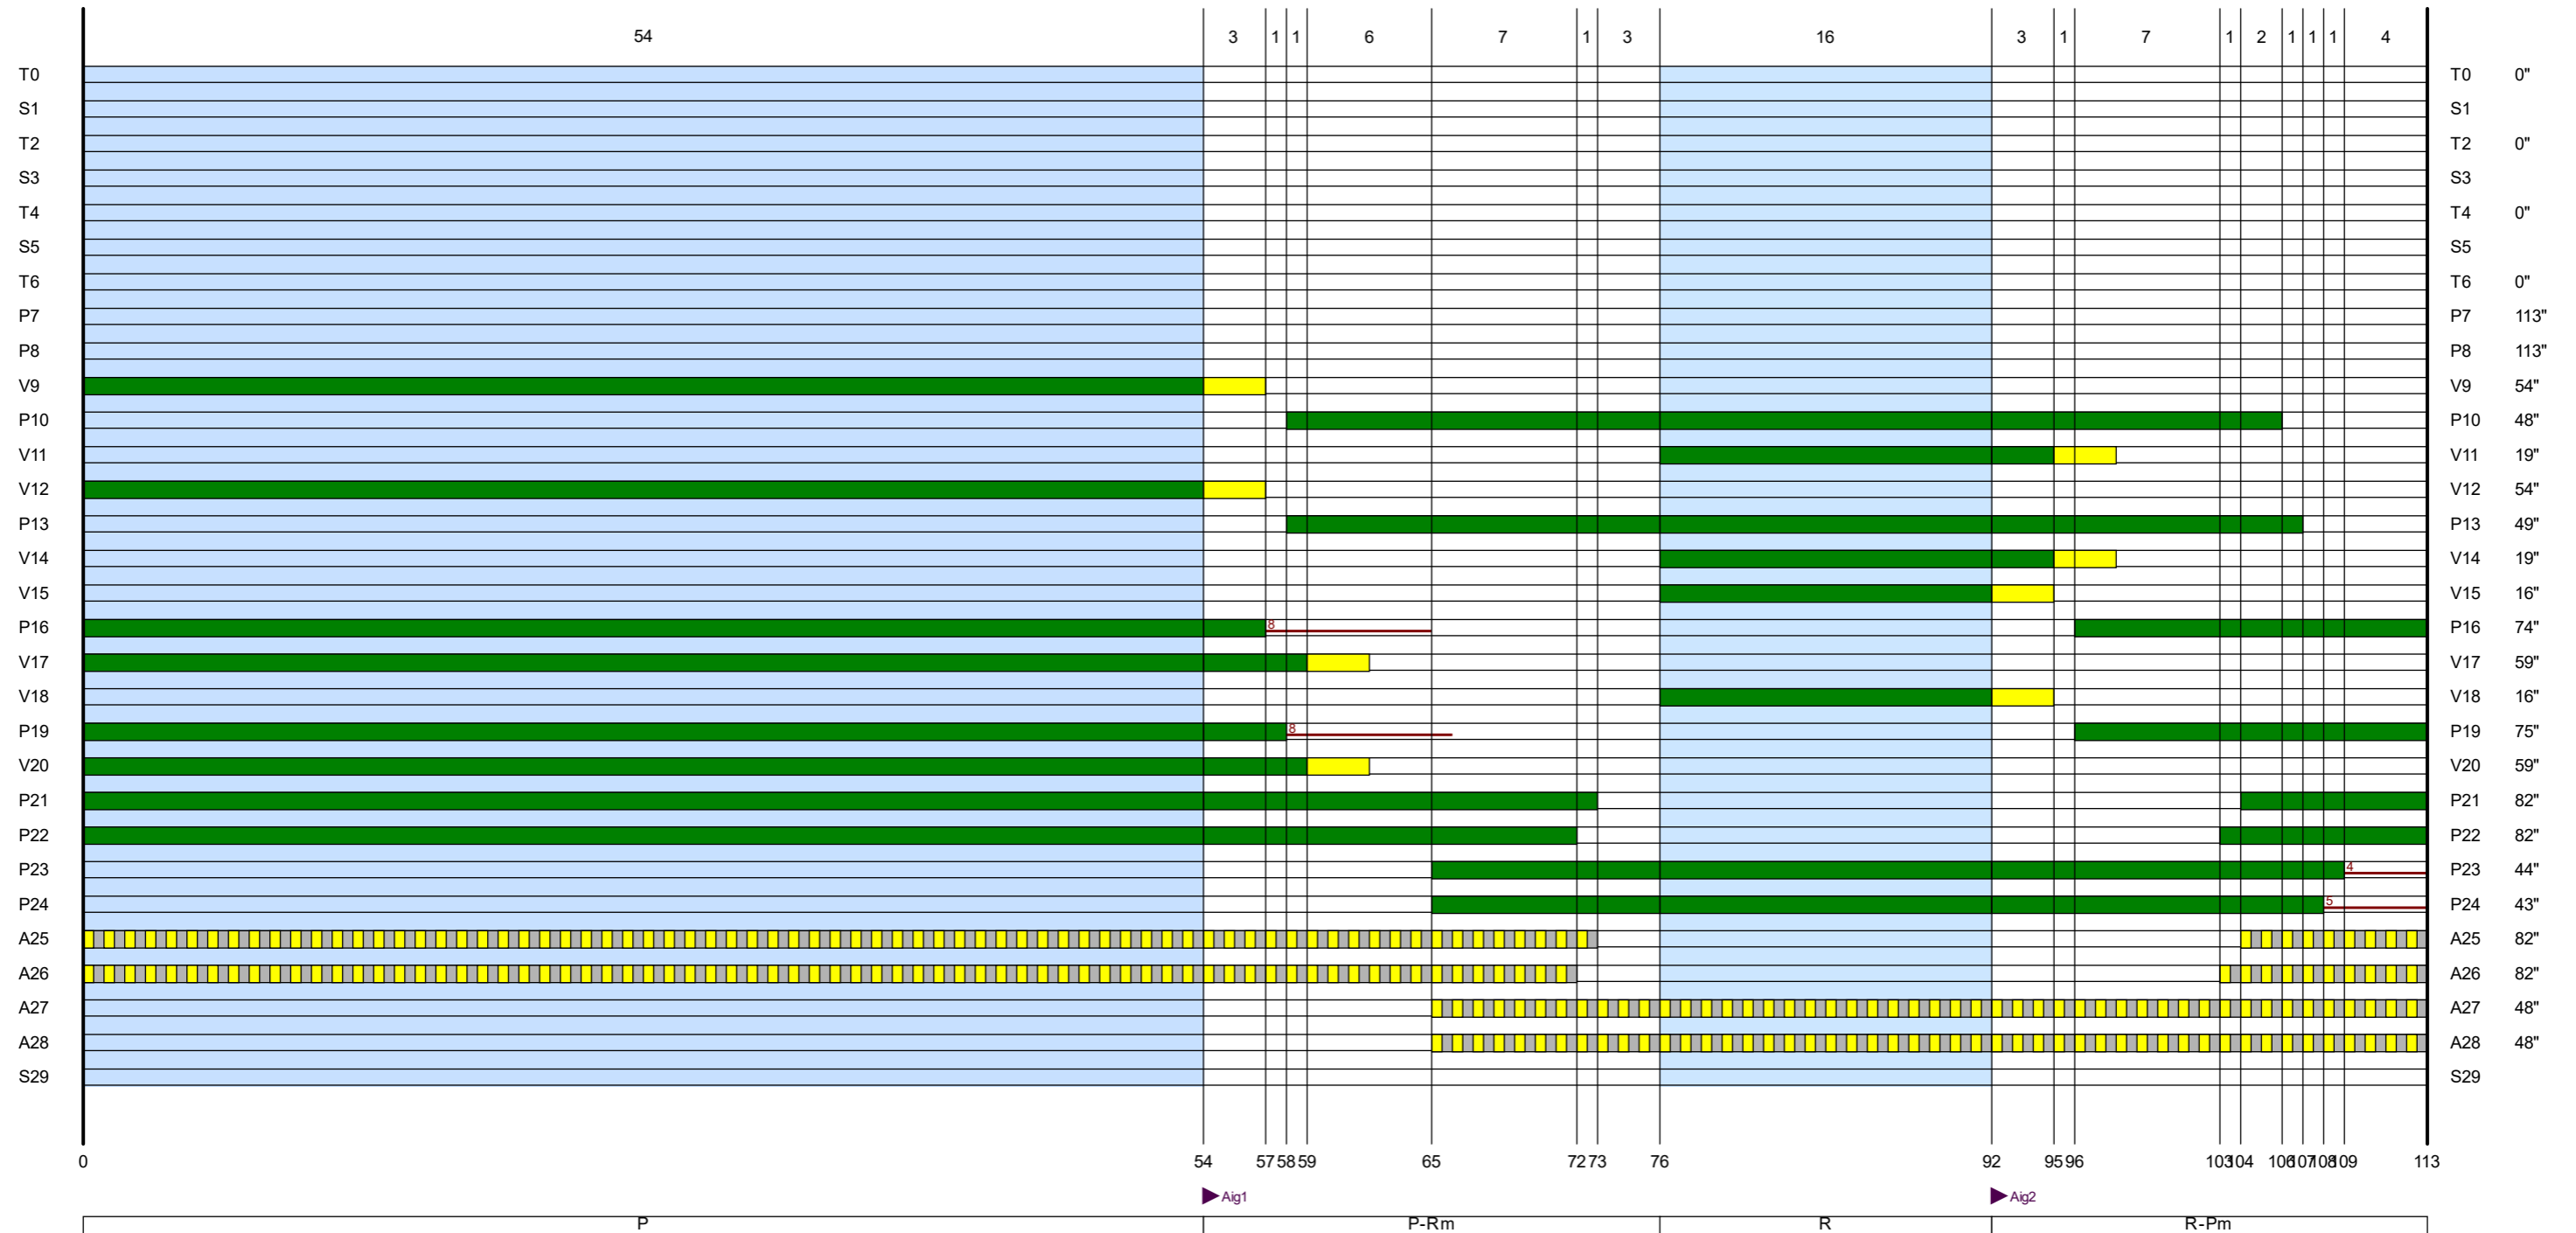 54 3 1 1 6 7 1 3 16 3 1 7 1 2 1 1 1 4
T0 T0 0"
S1 S1
T2 T2 0"
S3 S3
T4 T4 0"
S5 S5
T6 T6 0"
P7 P7 113"
P8 P8 113"
V9 V9 54"
P10 P10 48"
V11 V11 19"
V12 V12 54"
P13 P13 49"
V14 V14 19"
V15 V15 16"
P16 8 P16 74"
V17 V17 59"
V18 V18 16"
P19 8 P19 75"
V20 V20 59"
P21 P21 82"
P22 P22 82"
P23 4 P23 44"
P24 5 P24 43"
A25 A25 82"
A26 A26 82"
A27 A27 48"
A28 A28 48"
S29 S29
0 54 57 58 59 65 72 73 76 92 95 96 103 104 106 107 108 109 113
Aig1 Aig2
P P-Rm R R-Pm